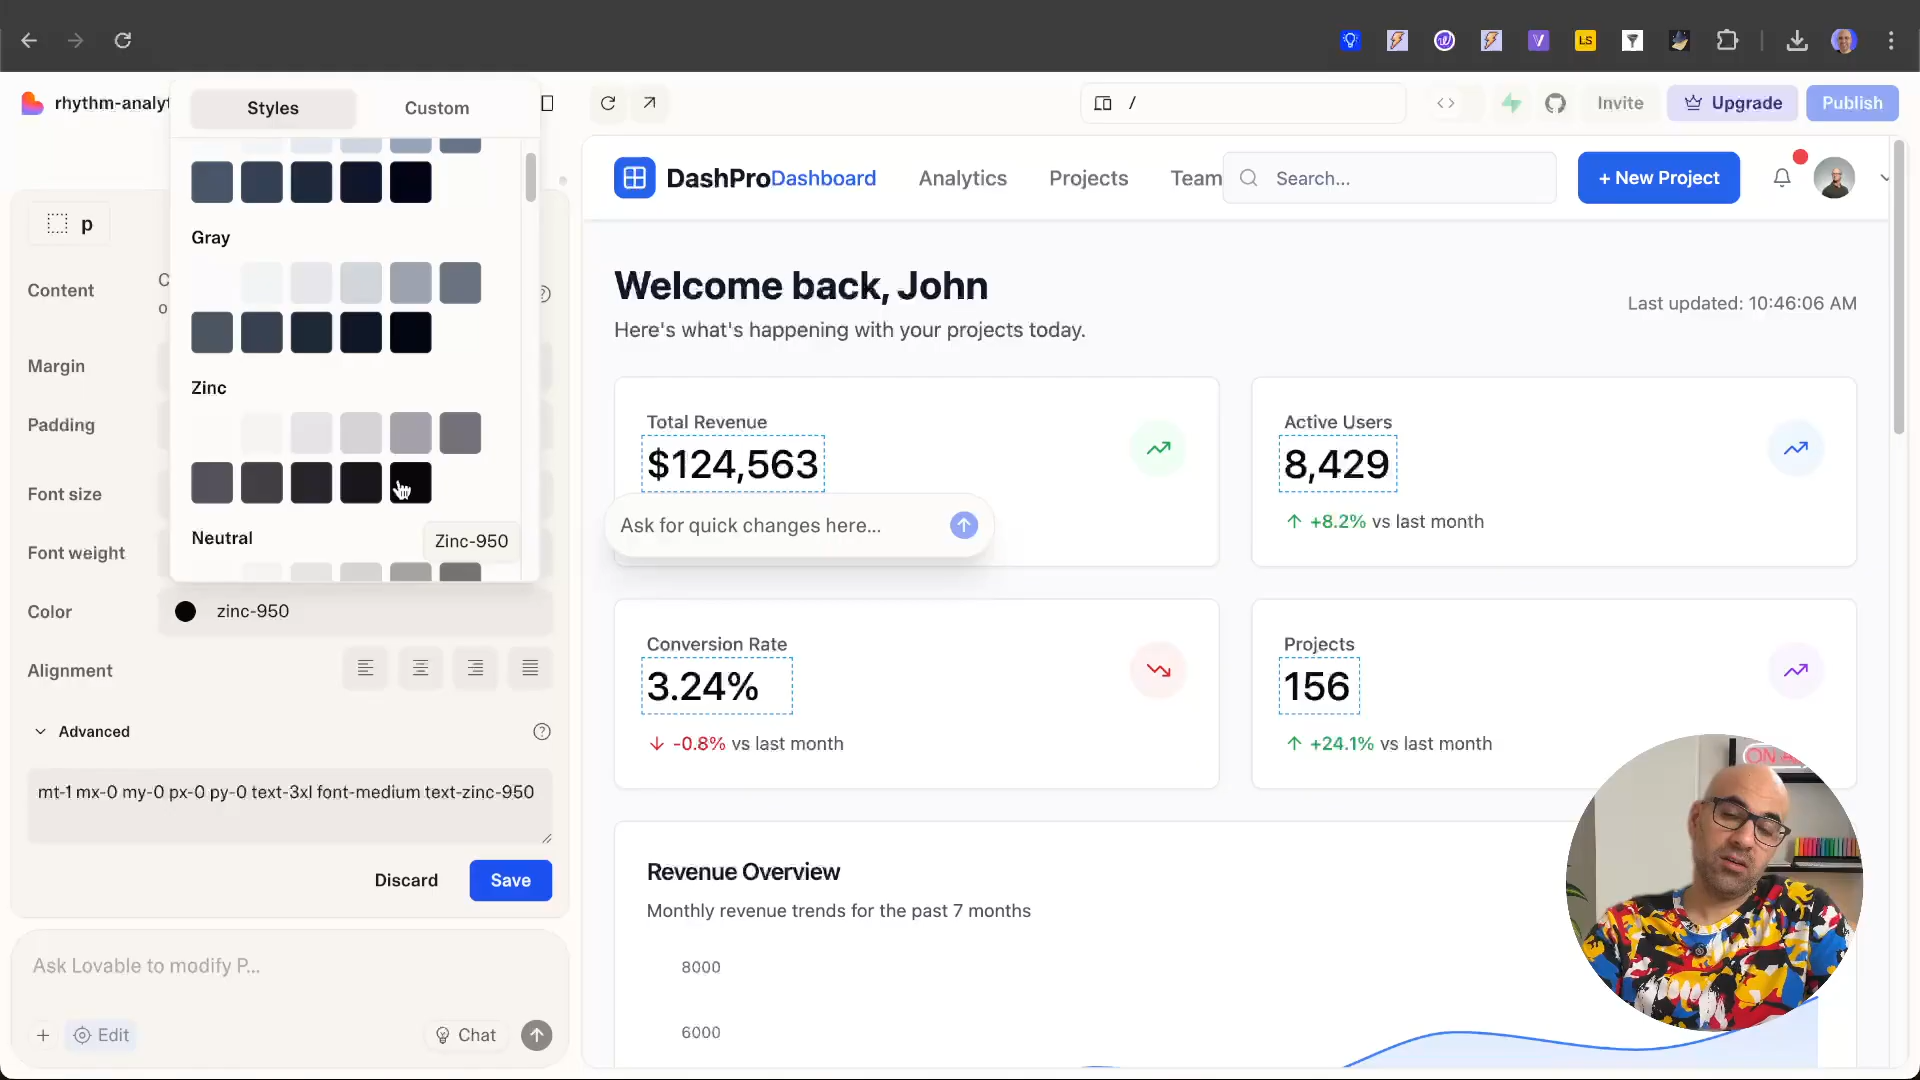 LS
rhythm-analyt
Styles
Custom
/
Invite
Upgrade
Publish
DashPro
Dashboard
Analytics
Projects
Team
Search...
+ New Project
p
Content
C
o
Margin
Padding
Font size
Font weight
Gray
Zinc
Neutral
Zinc-950
Color
zinc-950
Alignment
Advanced
mt-1 mx-0 my-0 px-0 py-0 text-3xl font-medium text-zinc-950
Discard
Save
Ask Lovable to modify P...
Edit
Chat
Welcome back, John
Here's what's happening with your projects today.
Last updated: 10:46:06 AM
Total Revenue
$124,563
Ask for quick changes here...
Active Users
8,429
+8.2% vs last month
Conversion Rate
3.24%
-0.8% vs last month
Projects
156
+24.1% vs last month
Revenue Overview
Monthly revenue trends for the past 7 months
8000
6000
ON